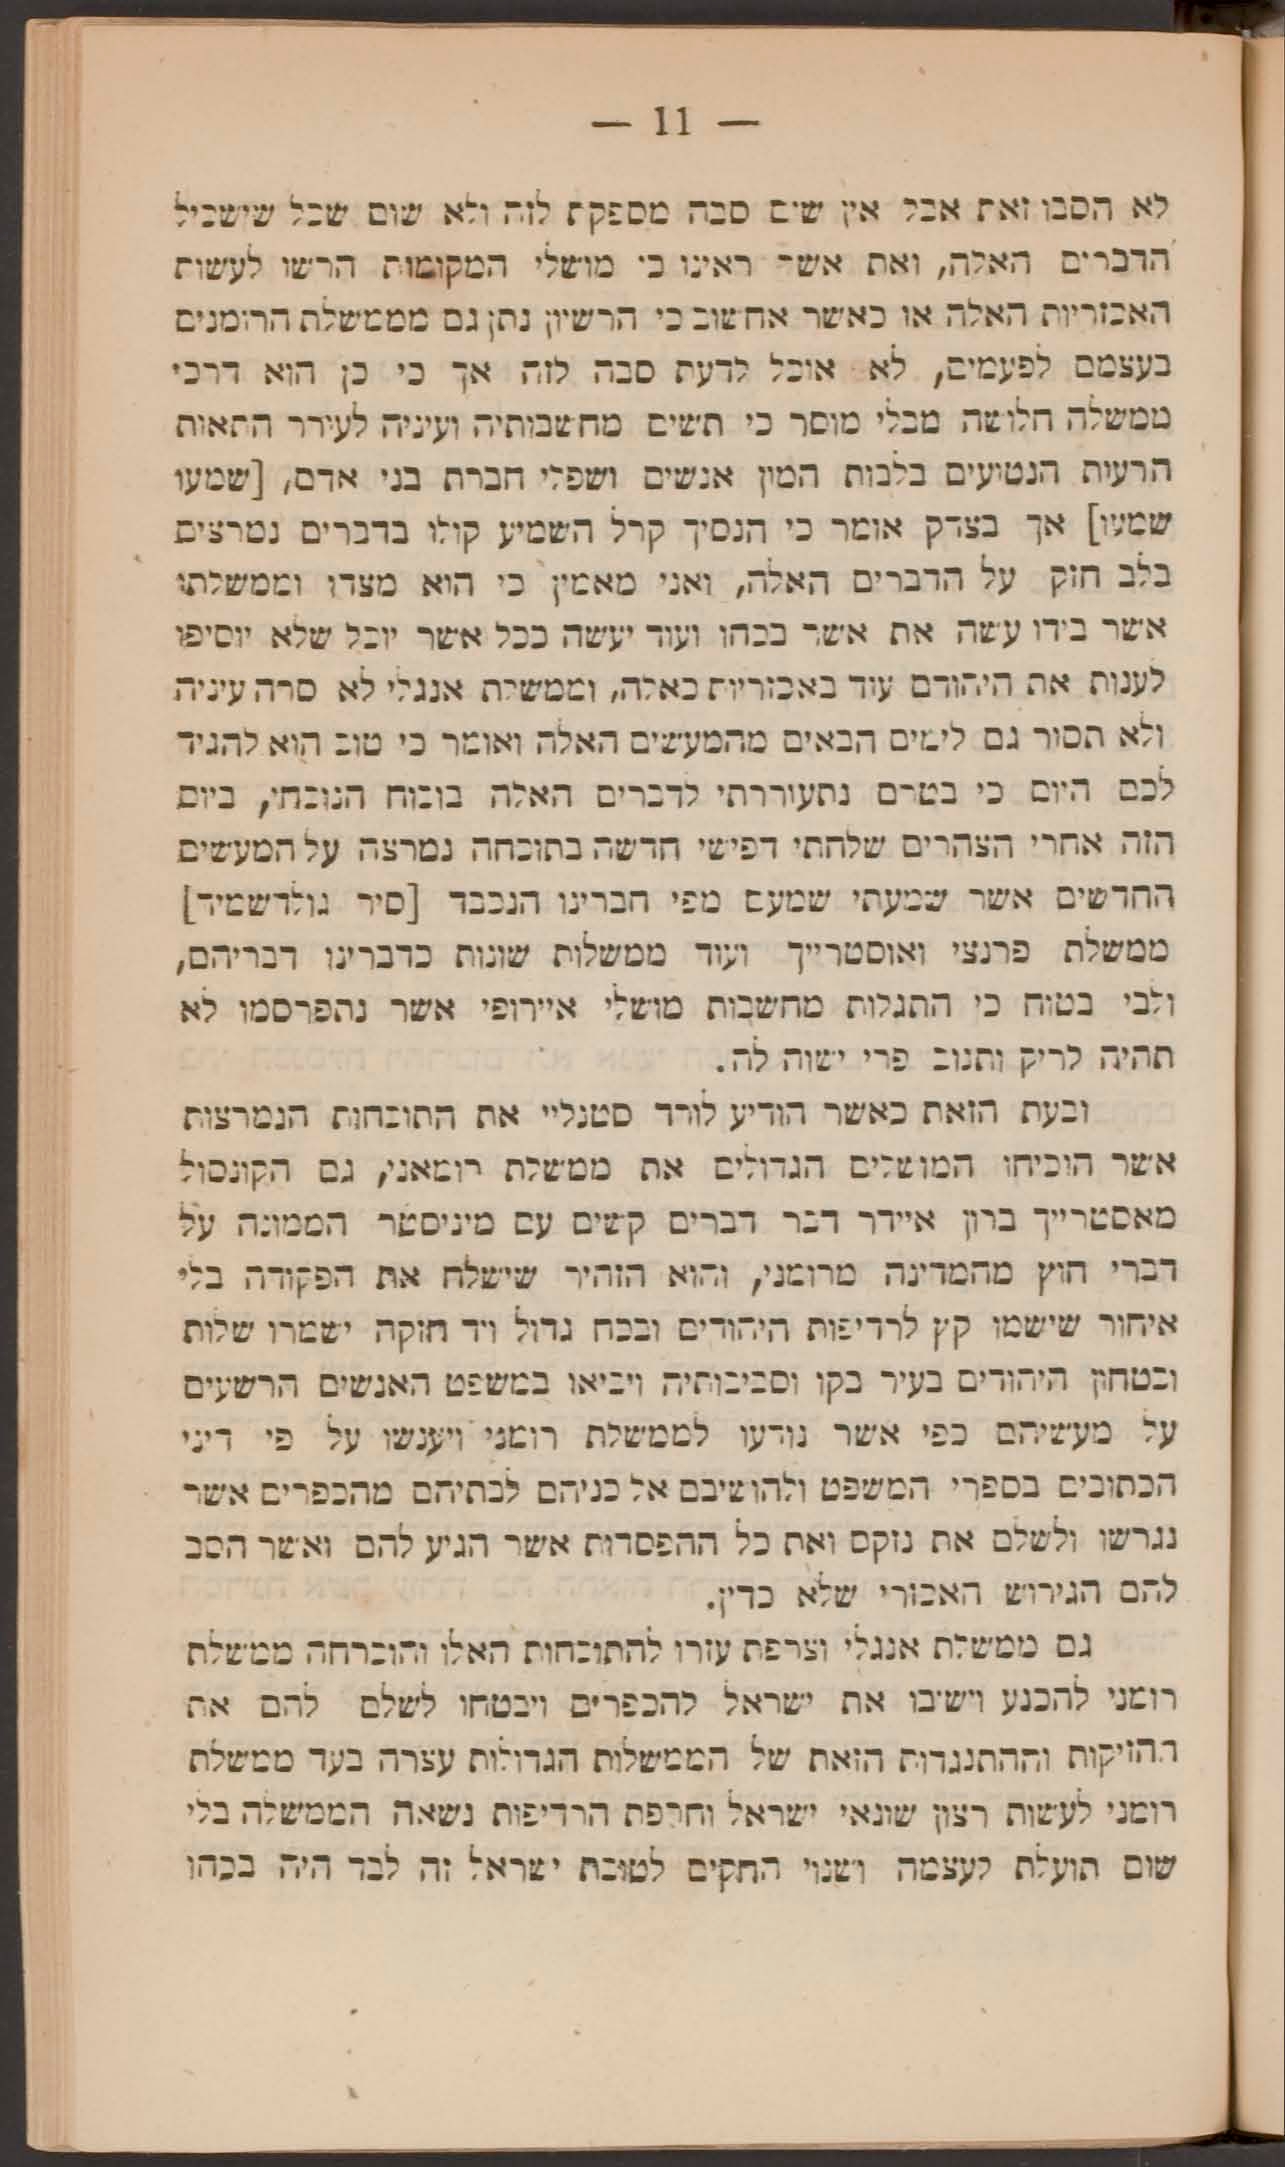 — 11 —
לא הסבו זאת אבל אין שום סבה מספקת לזה ולא שום שכל שישכיל
הדברים האלה, ואת אשר ראינו כי מושלי המקומות הרשו לעשות
האכזריות האלה או כאשר אחשוב כי הרשיון נתן גם מממשלת הרומנים
בעצמם לפעמים, לא אוכל לדעת סבה לזה אך כי כן הוא דרכי
ממשלה חלושה מבלי מוסר כי תשים מחשבותיה ועיניה לעירר התאות
הרעות הנטועים בלבות המון אנשים ושפלי חברת בני אדם, [שמעו
שמעו] אך בצדק אומר כי הנסיך קרל השמיע קולו בדברים נמרצים
בלב חזק על הדברים האלה, ואני מאמין כי הוא מצדו וממשלתו
אשר בידו עשה את אשר בכהו ועוד יעשה ככל אשר יוכל שלא יוסיפו
לענות את היהודם עוד באכזריות כאלה, וממשלת אנגלי לא סרה עיניה
ולא תסור גם לימים הבאים מהמעשים האלה ואומר כי טוב הוא להגיד
לכם היום כי בטרם נתעוררתי לדברים האלה בוכוח הנוכחי, ביום
הזה אחרי הצהרים שלחתי דפישי חדשה בתוכחה נמרצה על המעשים
החדשים אשר שמעתי שמעם מפי חברינו הנכבד [סיר גולדשמיד]
ממשלת פרנצי ואוסטרייך ועוד ממשלות שונות כדברינו דבריהם,
ולבי בטוח כי התגלות מחשבות מושלי איירופי אשר נתפרסמו לא
תהיה לריק ותנוב פרי ישוה לה.
ובעת הזאת כאשר הודיע לורד סטנליי את התוכחות הנמרצות
אשר הוכיחו המושלים הגדולים את ממשלת רומאני, גם הקונסול
מאסטרייך ברון איידר דבר דברים קשים עם מיניסטר הממונה על
דברי חוץ מהמדינה מרומני, והוא הזהיר שישלח את הפקודה בלי
איחור שישמו קץ לרדיפות היהודים ובכח גדול ויד חזקה ישמרו שלות
ובטחון היהודים בעיר בקו וסביבותיה ויביאו במשפט האנשים הרשעים
על מעשיהם כפי אשר נודעו לממשלת רומני ויענשו על פי דיני
הכתובים בספרי המשפט ולהושיבם אל כניהם לבתיהם מהכפרים אשר
נגרשו ולשלם את נזקם ואת כל ההפסדות אשר הגיע להם ואשר הסב
להם הגירוש האכזרי שלא כדין.
גם ממשלת אנגלי וצרפת עזרו להתוכחות האלו והוכרחה ממשלת
רומני להכנע וישיבו את ישראל להכפרים ויבטחו לשלם להם את
ההזיקות וההתנגדות הזאת של הממשלות הגדולות עצרה בעד ממשלת
רומני לעשות רצון שונאי ישראל וחרפת הרדיפות נשאה הממשלה בלי
שום תועלת לעצמה ושנוי החקים לטובת ישראל זה לבד היה בכהו